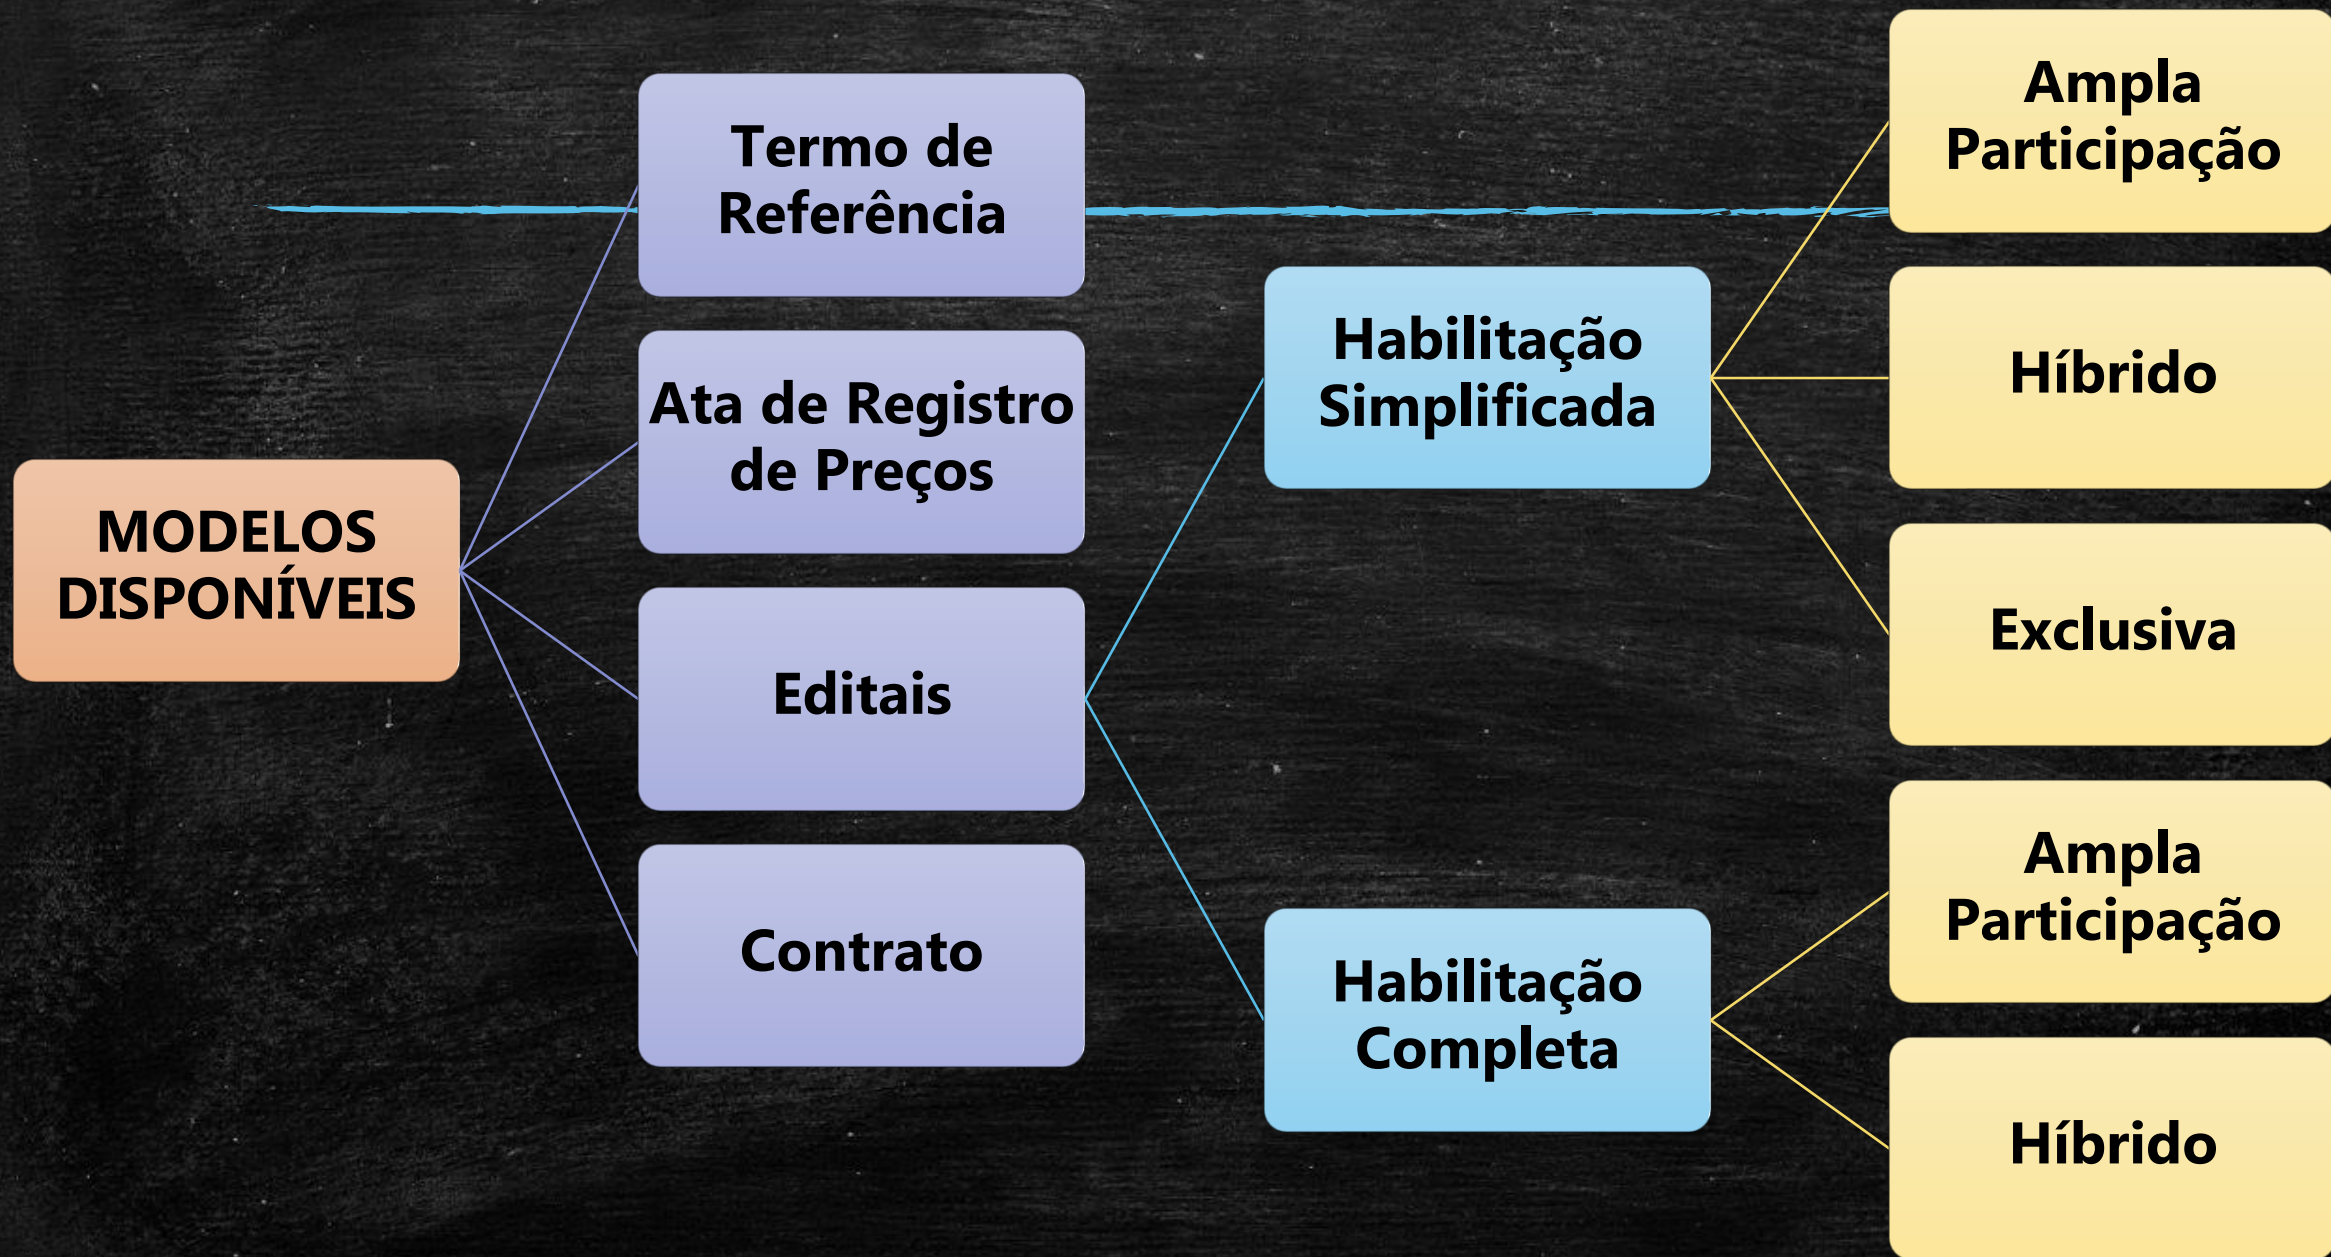 MODELOS
DISPONÍVEIS
Termo de
Referência
Ata de Registro
de Preços
Editais
Contrato
Habilitação
Simplificada
Habilitação
Completa
Ampla
Participação
Híbrido
Exclusiva
Ampla
Participação
Híbrido